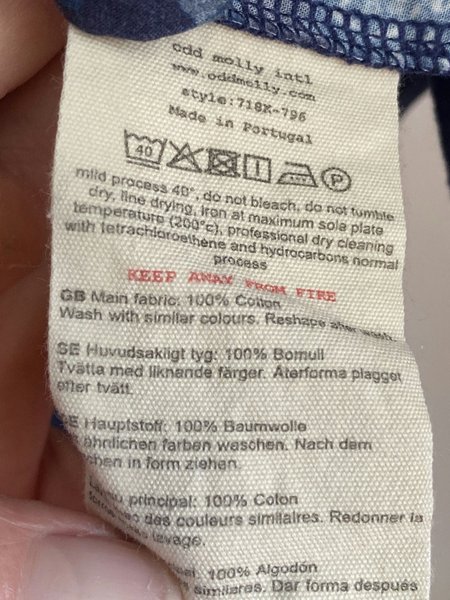 odd molly intl
www.oddmolly.com
style:718K-796
Made in Portugal
40 P
mild process 40°, do not bleach, do not tumble
dry, line drying, Iron at maximum sole plate
temperature (200°c), professional dry cleaning
with tetrachloroethene and hydrocarbons normal
process
KEEP AWAY FROM FIRE
GB Main fabric: 100% Cotton
Wash with similar colours. Reshape after wash.
SE Huvudsakligt tyg: 100% Bomull
Tvätta med liknande färger. Återforma plagget
efter tvätt.
Hauptstoff: 100% Baumwolle
ähnlichen farben waschen. Nach dem
in form ziehen.
principal: 100% Coton
des couleurs similaires. Redonner la
lavage.
100% Algodón
similares. Dar forma después